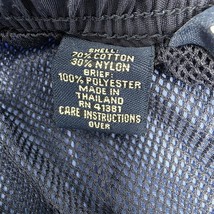 SHELL:
70% COTTON
30% NYLON
BRIEF:
100% POLYESTER
MADE IN
THAILAND
RN 41381
CARE INSTRUCTIONS
OVER